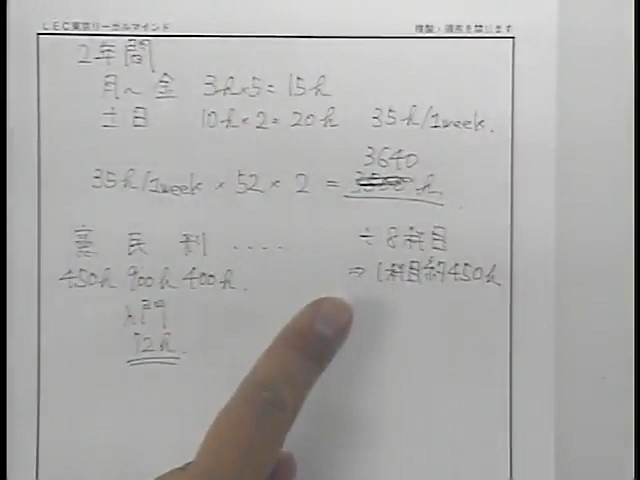 LEC東京リーガルマインド 複製・頒布を禁じます
2年間
月～金 3h×5=15h
土日 10h×2=20h 35h/1week.
3640
35h/1week × 52 × 2 = h
憲 民 刑 ‥‥ ÷8科目
450h 900h 400h. ⇒ 1科目約450h
入門
72h.